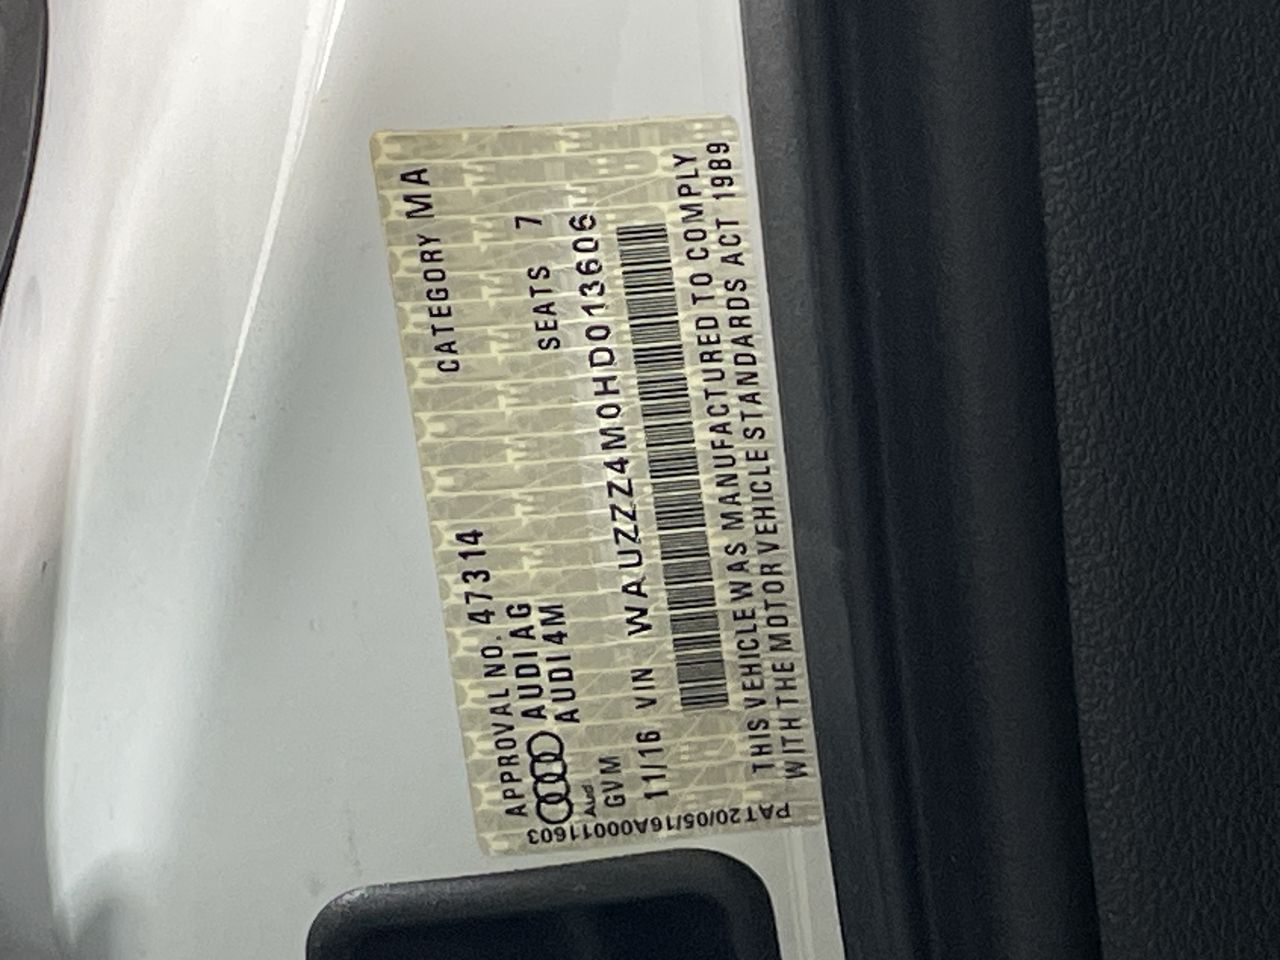 APPROVAL NO. 47314 CATEGORY MA
AUDI AG
AUDI 4M SEATS 7
Audi
GVM
11/16 VIN WAUZZZ4M0HD013606
THIS VEHICLE WAS MANUFACTURED TO COMPLY
WITH THE MOTOR VEHICLE STANDARDS ACT 1989
PAT20/05/16A00011603